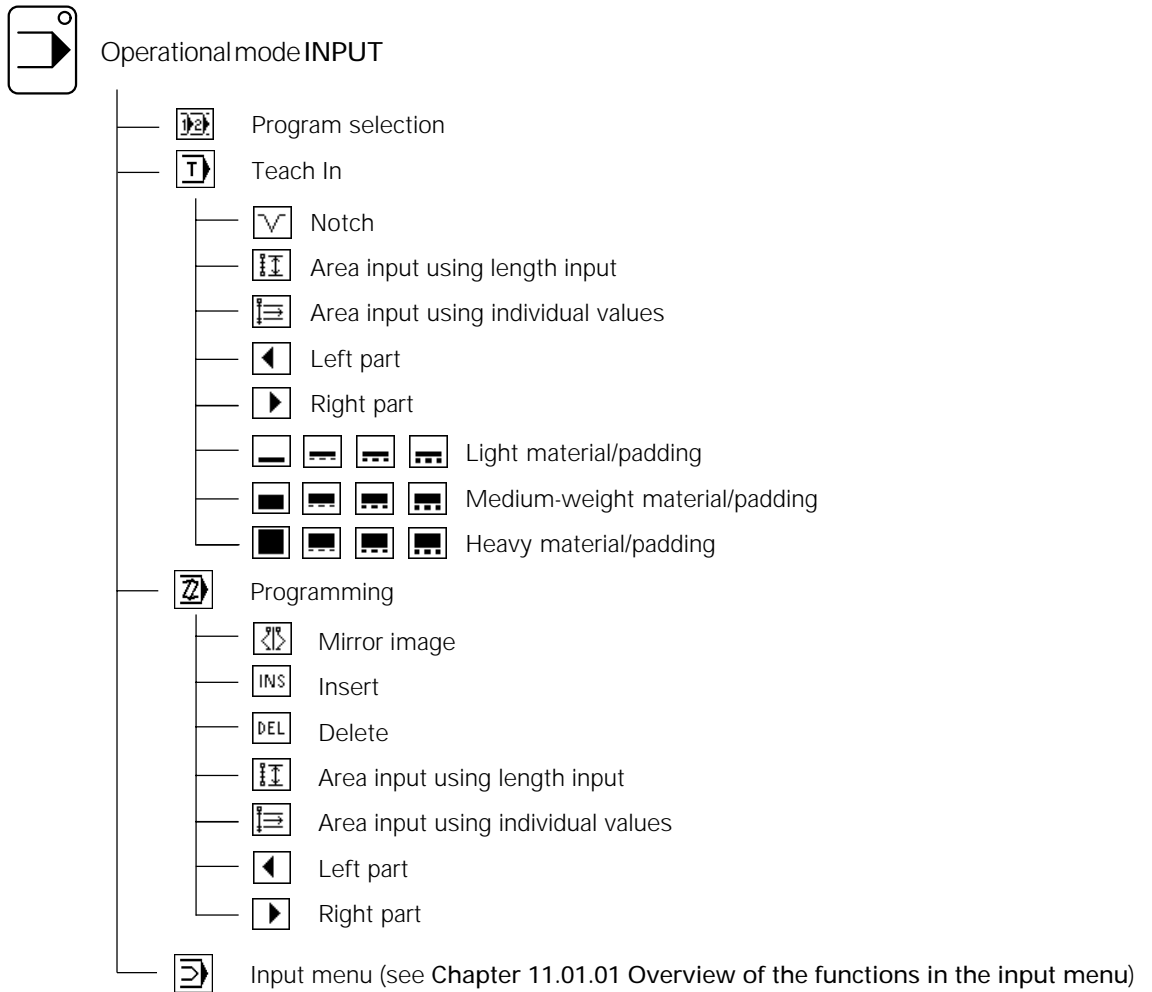 Operational mode INPUT
1 2 Program selection
T Teach In
Notch
Area input using length input
Area input using individual values
Left part
Right part
Light material/padding
Medium-weight material/padding
Heavy material/padding
Programming
Mirror image
INS Insert
DEL Delete
Area input using length input
Area input using individual values
Left part
Right part
Input menu (see Chapter 11.01.01 Overview of the functions in the input menu)